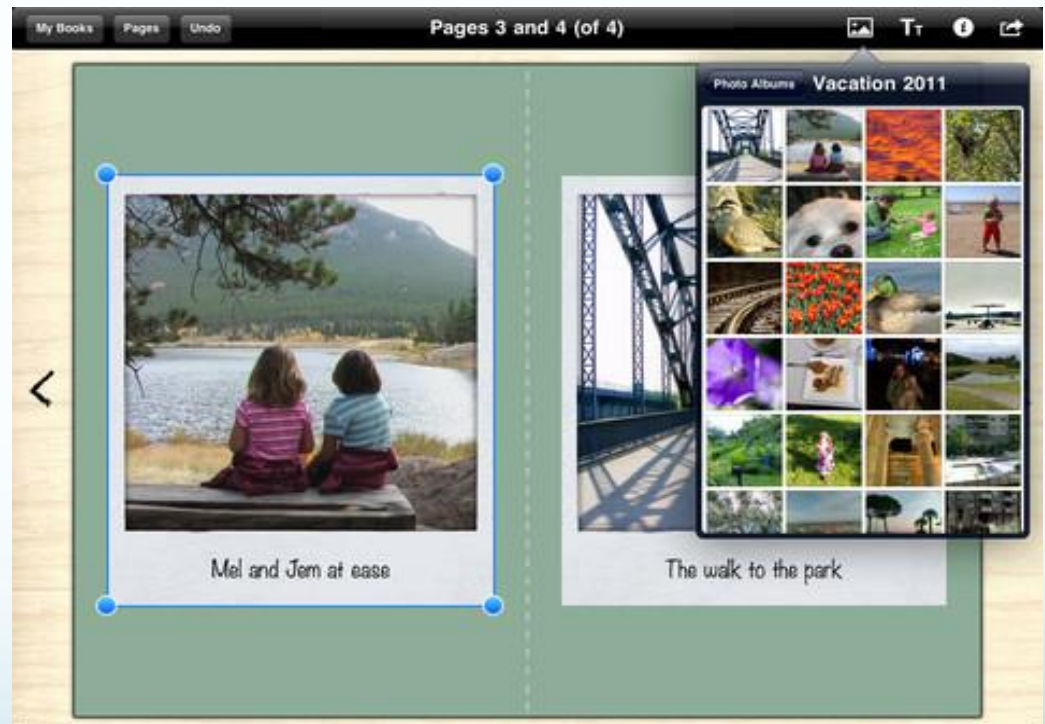 My Books Pages Undo Pages 3 and 4 (of 4) TT i
Photo Albums Vacation 2011
Mel and Jem at ease
The walk to the park